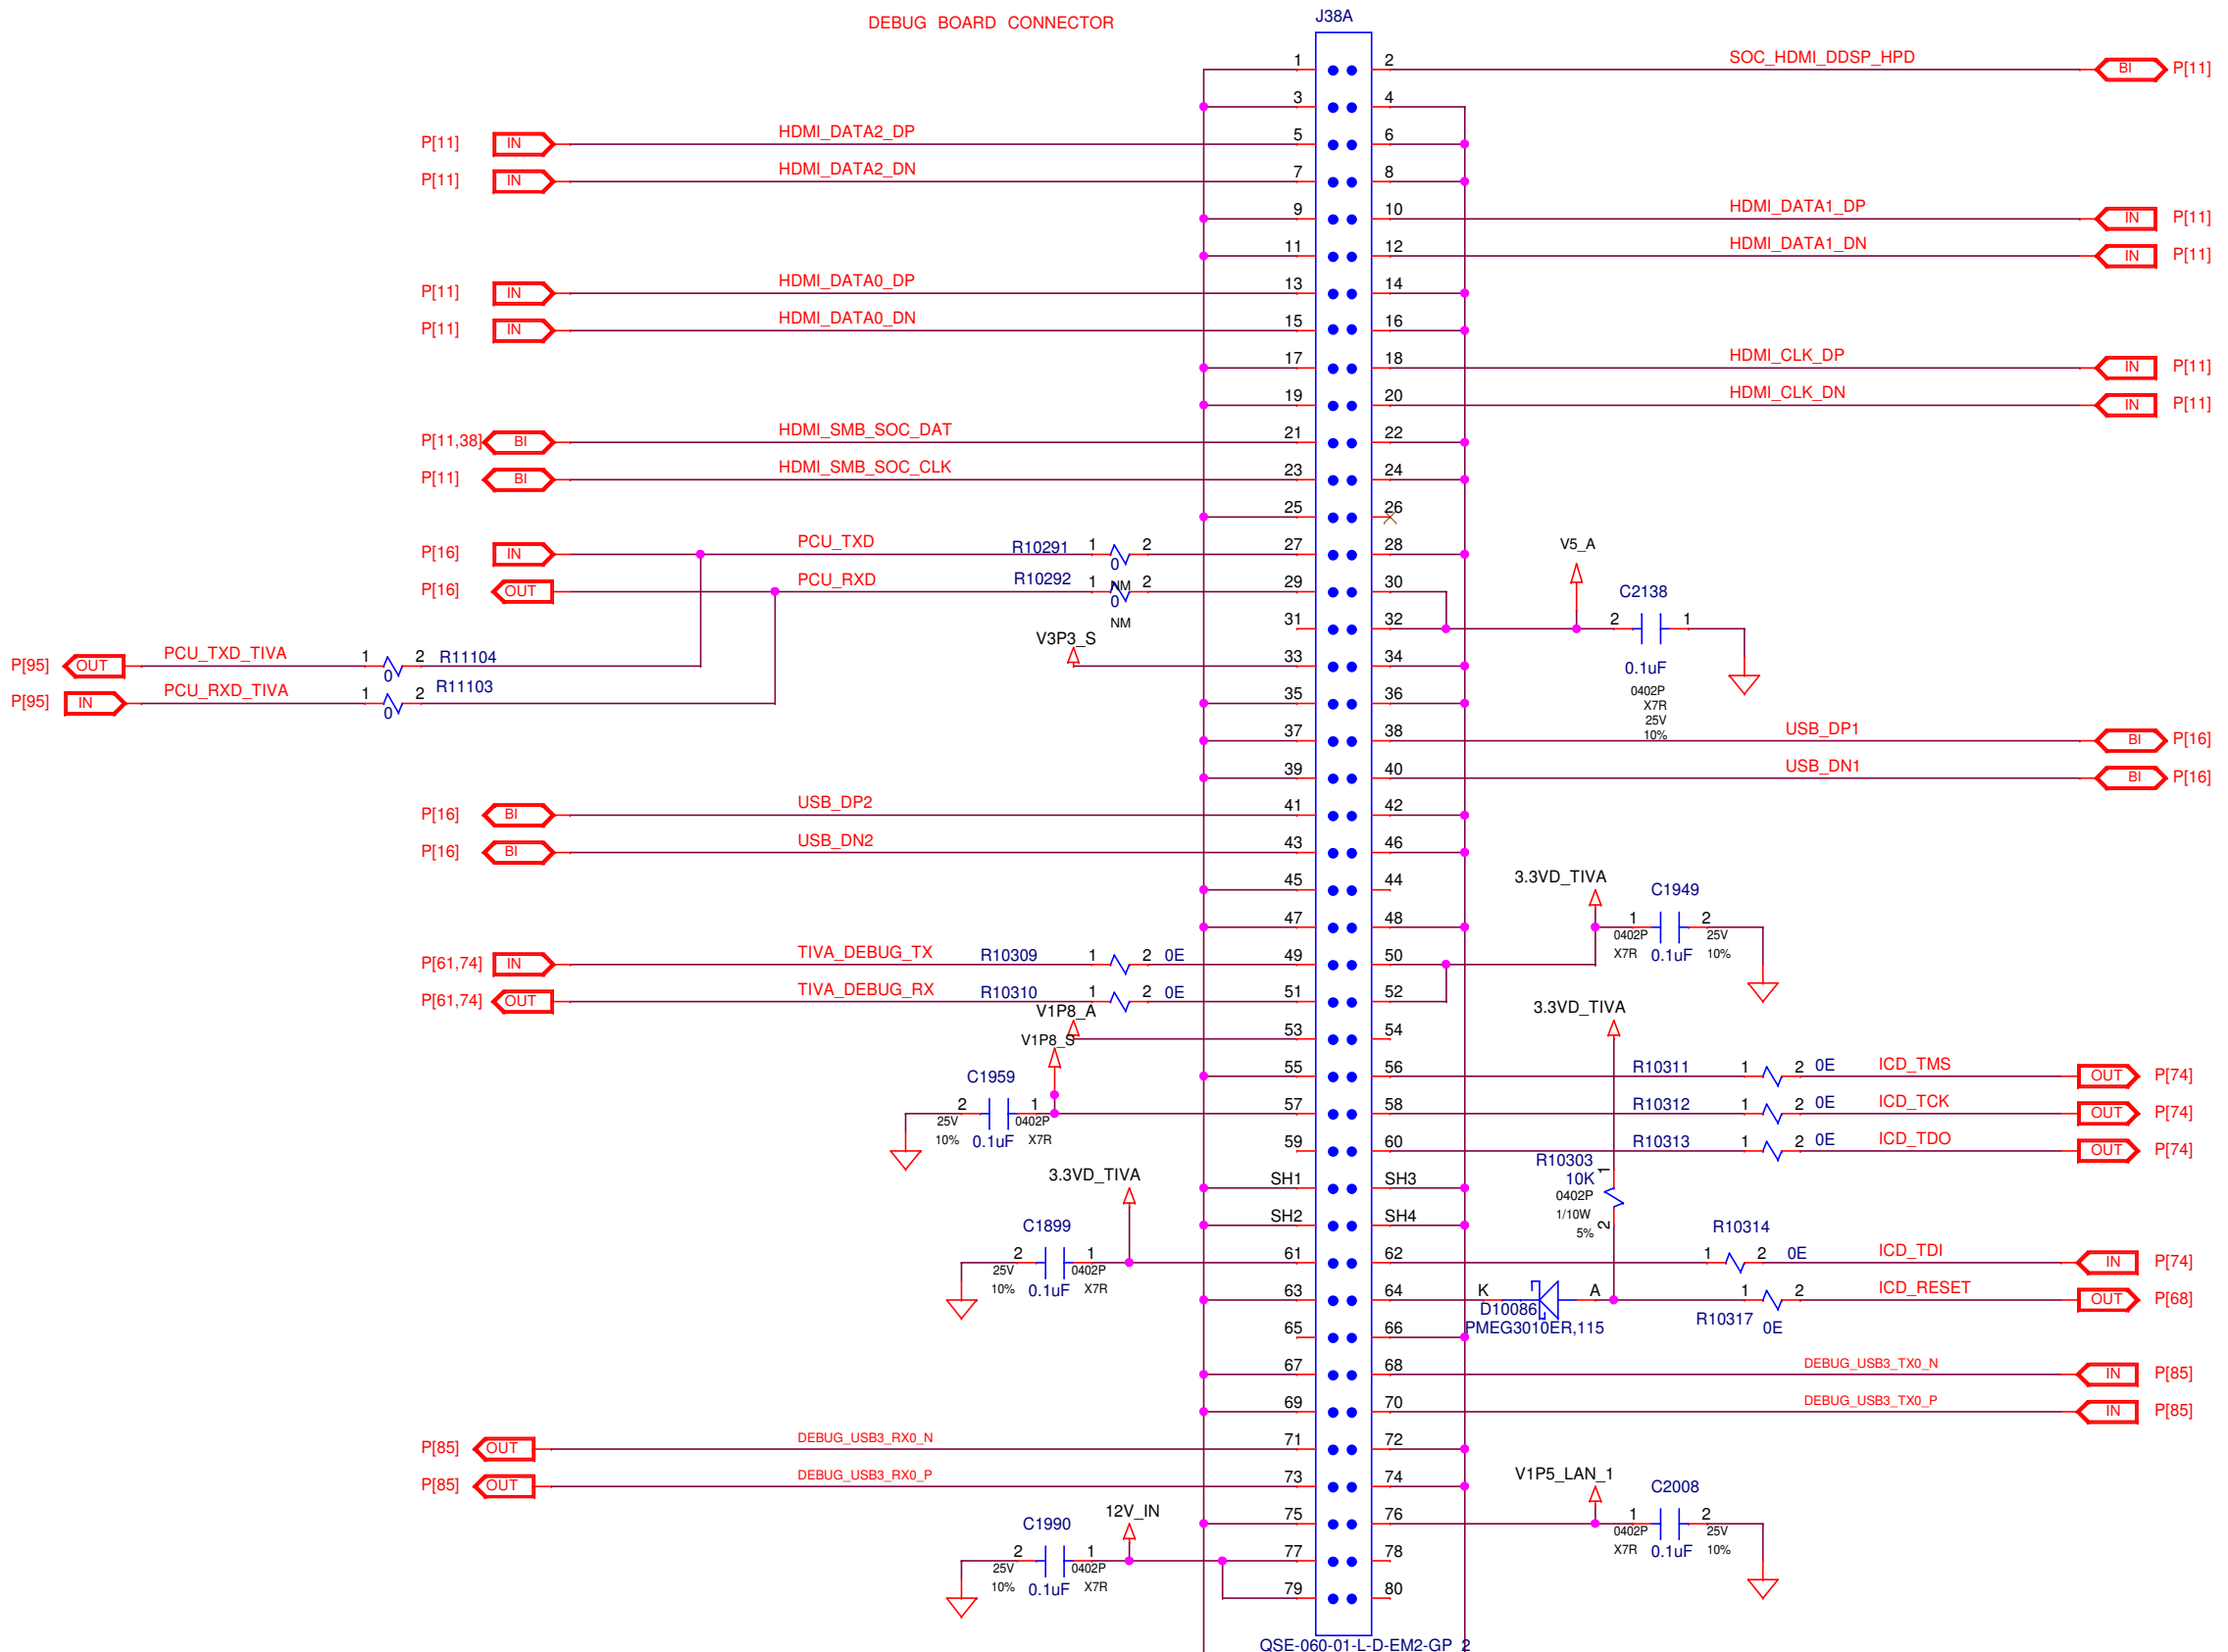 DEBUG BOARD CONNECTOR
J38A
1 2 SOC_HDMI_DDSP_HPD BI P[11]
3 4
P[11] IN HDMI_DATA2_DP 5 6
P[11] IN HDMI_DATA2_DN 7 8
9 10 HDMI_DATA1_DP IN P[11]
11 12 HDMI_DATA1_DN IN P[11]
P[11] IN HDMI_DATA0_DP 13 14
P[11] IN HDMI_DATA0_DN 15 16
17 18 HDMI_CLK_DP IN P[11]
19 20 HDMI_CLK_DN IN P[11]
P[11,38] BI HDMI_SMB_SOC_DAT 21 22
P[11] BI HDMI_SMB_SOC_CLK 23 24
25 26
P[16] IN PCU_TXD R10291 1 2 27 28
0
NM
V5_A
P[16] OUT PCU_RXD R10292 1 2 29 30
0
NM
C2138
31 32 2 1
0.1uF
0402P
X7R
25V
10%
V3P3_S
P[95] OUT PCU_TXD_TIVA 1 2 R11104 33 34
0
P[95] IN PCU_RXD_TIVA 1 2 R11103 35 36
0
37 38 USB_DP1 BI P[16]
39 40 USB_DN1 BI P[16]
P[16] BI USB_DP2 41 42
P[16] BI USB_DN2 43 46
45 44
3.3VD_TIVA
C1949
47 48 1 2
0402P 25V
X7R 0.1uF 10%
P[61,74] IN TIVA_DEBUG_TX R10309 1 2 0E 49 50
P[61,74] OUT TIVA_DEBUG_RX R10310 1 2 0E 51 52
V1P8_A
3.3VD_TIVA
53 54
V1P8_S
55 56 R10311 1 2 0E ICD_TMS OUT P[74]
C1959
2 1 57 58 R10312 1 2 0E ICD_TCK OUT P[74]
25V 0402P
10% 0.1uF X7R
59 60 R10313 1 2 0E ICD_TDO OUT P[74]
R10303
10K
0402P
1/10W
5%
1
2
3.3VD_TIVA
SH1 SH3
SH2 SH4
C1899
2 1 61 62 R10314 1 2 0E ICD_TDI IN P[74]
25V 0402P
10% 0.1uF X7R
63 64 K A 1 2 ICD_RESET OUT P[68]
D10086
PMEG3010ER,115
R10317 0E
65 66
67 68 DEBUG_USB3_TX0_N IN P[85]
69 70 DEBUG_USB3_TX0_P IN P[85]
P[85] OUT DEBUG_USB3_RX0_N 71 72
P[85] OUT DEBUG_USB3_RX0_P 73 74
V1P5_LAN_1
C2008
75 76 1 2
0402P 25V
X7R 0.1uF 10%
12V_IN
C1990
2 1 77 78
25V 0402P
10% 0.1uF X7R
79 80
QSE-060-01-L-D-EM2-GP_2